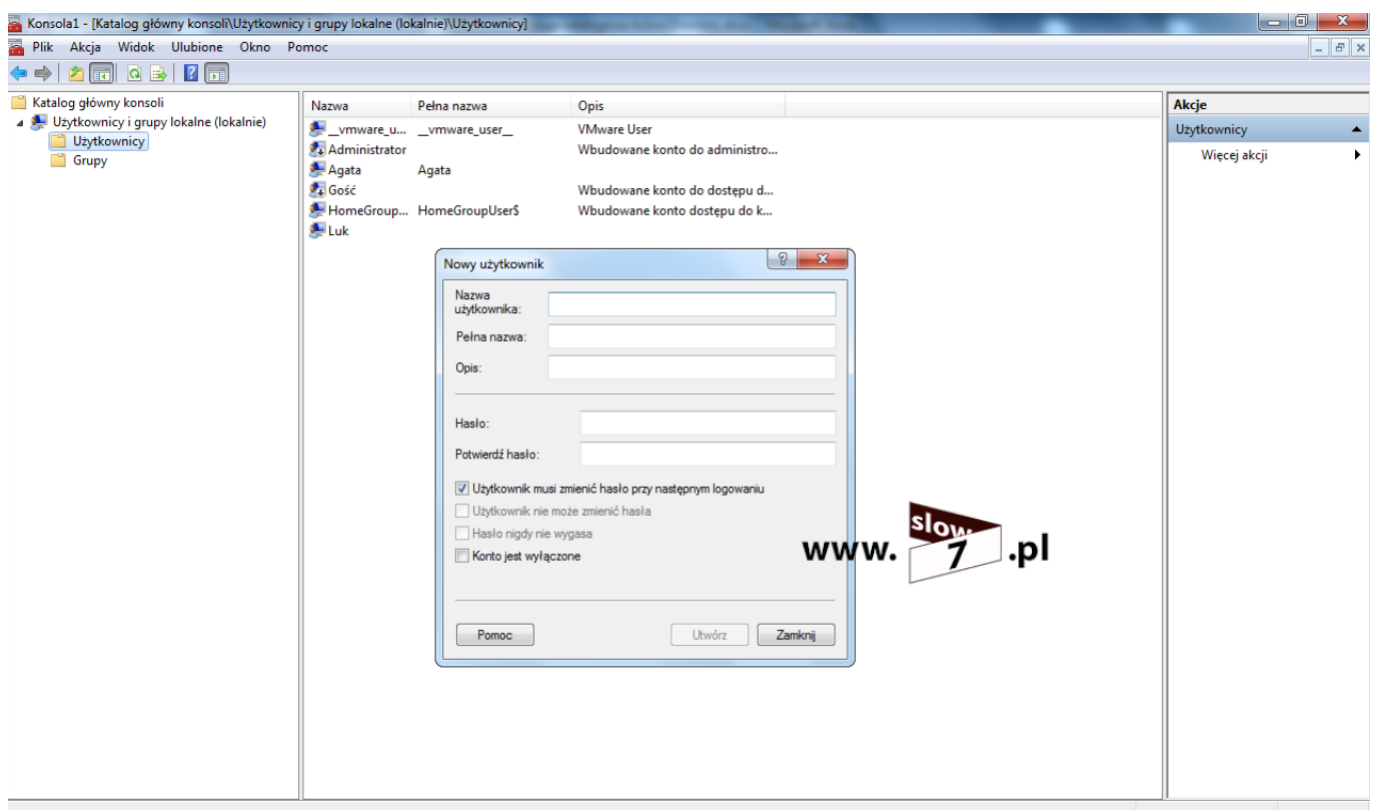 Konsola1 - [Katalog główny konsoli\Użytkownicy i grupy lokalne (lokalnie)\Użytkownicy]
Plik Akcja Widok Ulubione Okno Pomoc
Katalog główny konsoli
Użytkownicy i grupy lokalne (lokalnie)
Użytkownicy
Grupy
Nazwa Pełna nazwa Opis
__vmware_u... __vmware_user__ VMware User
Administrator Wbudowane konto do administro...
Agata Agata
Gość Wbudowane konto do dostępu d...
HomeGroup... HomeGroupUser$ Wbudowane konto dostępu do k...
Luk
Akcje
Użytkownicy
Więcej akcji
Nowy użytkownik
Nazwa
użytkownika:
Pełna nazwa:
Opis:
Hasło:
Potwierdź hasło:
Użytkownik musi zmienić hasło przy następnym logowaniu
Użytkownik nie może zmienić hasła
Hasło nigdy nie wygasa
Konto jest wyłączone
Pomoc Utwórz Zamknij
www. slow 7 .pl